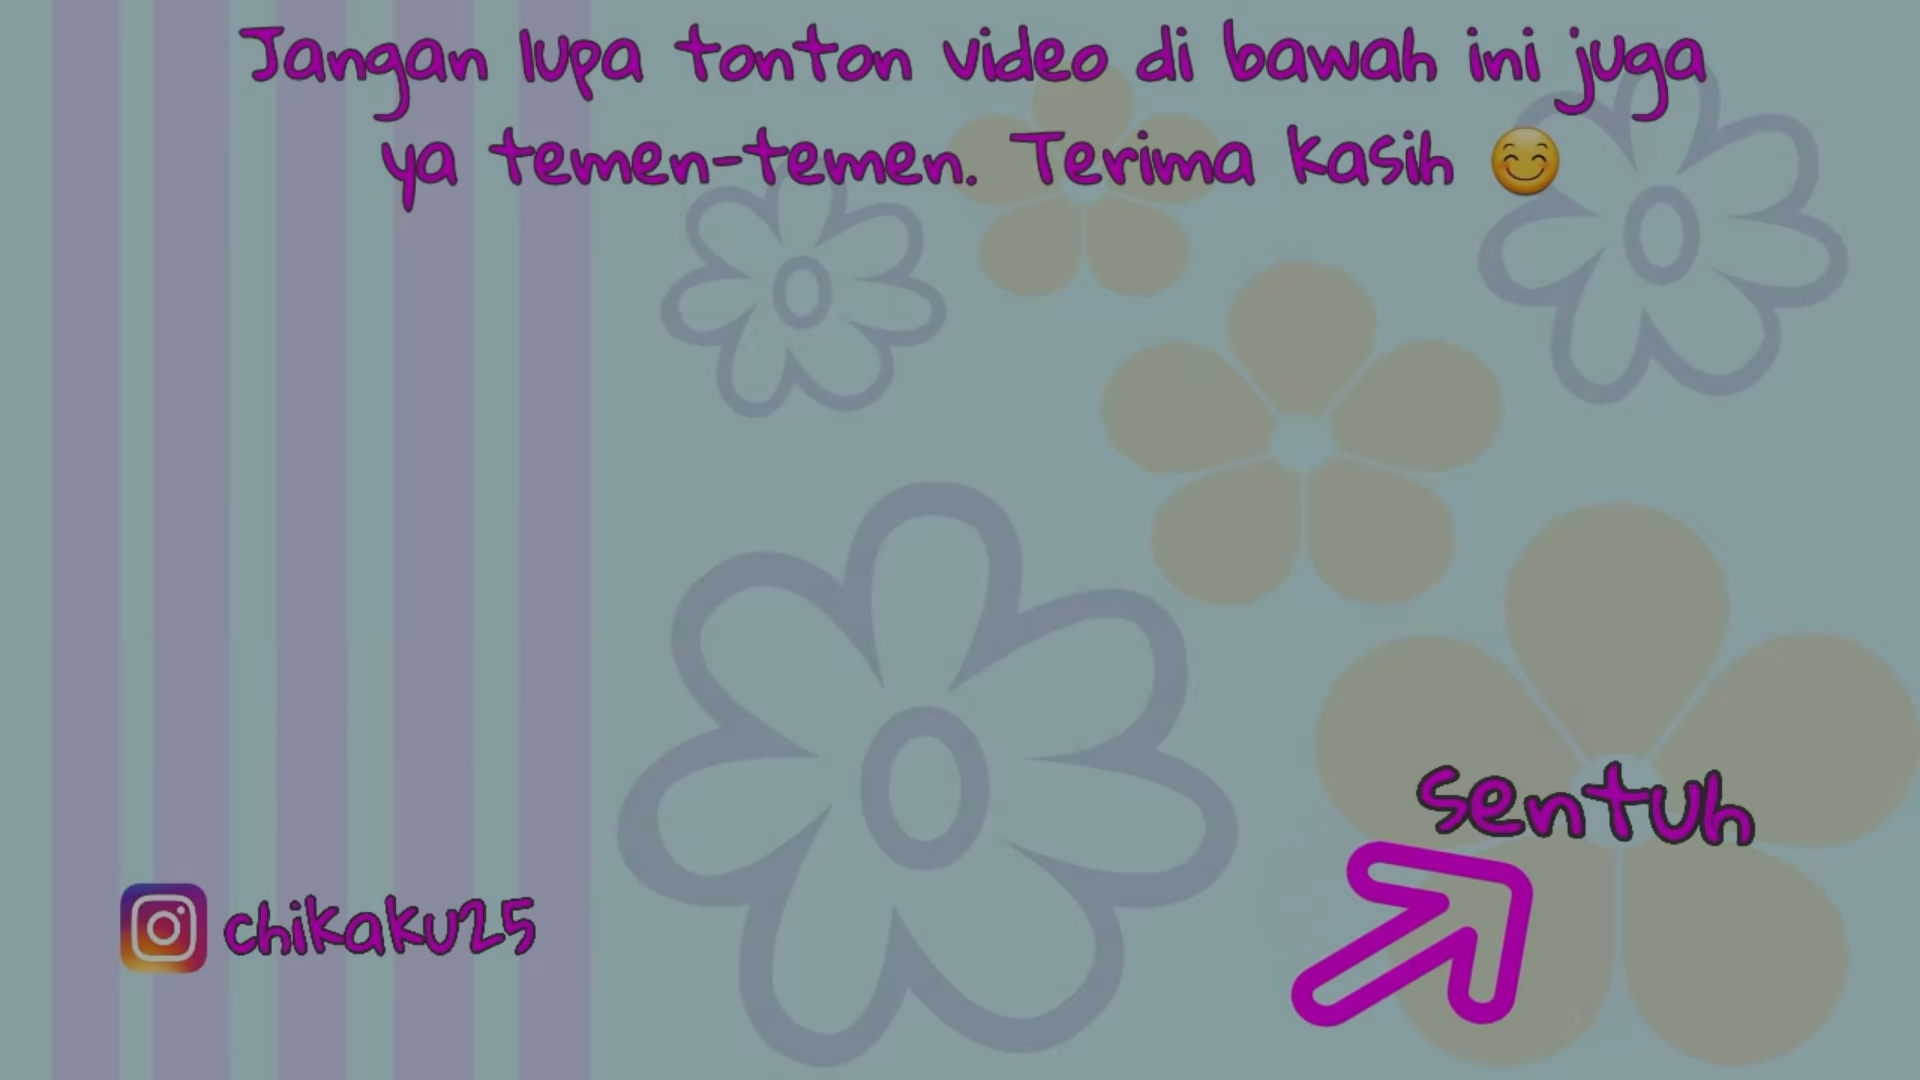 Jangan lupa tonton video di bawah ini juga
ya temen-temen. Terima kasih 😊
sentuh
chikaku25